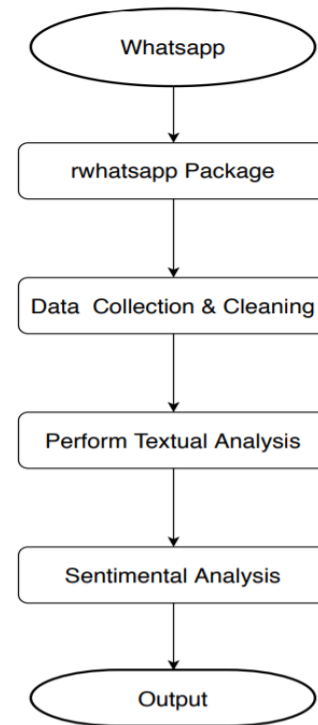 Whatsapp
rwhatsapp Package
Data Collection & Cleaning
Perform Textual Analysis
Sentimental Analysis
Output